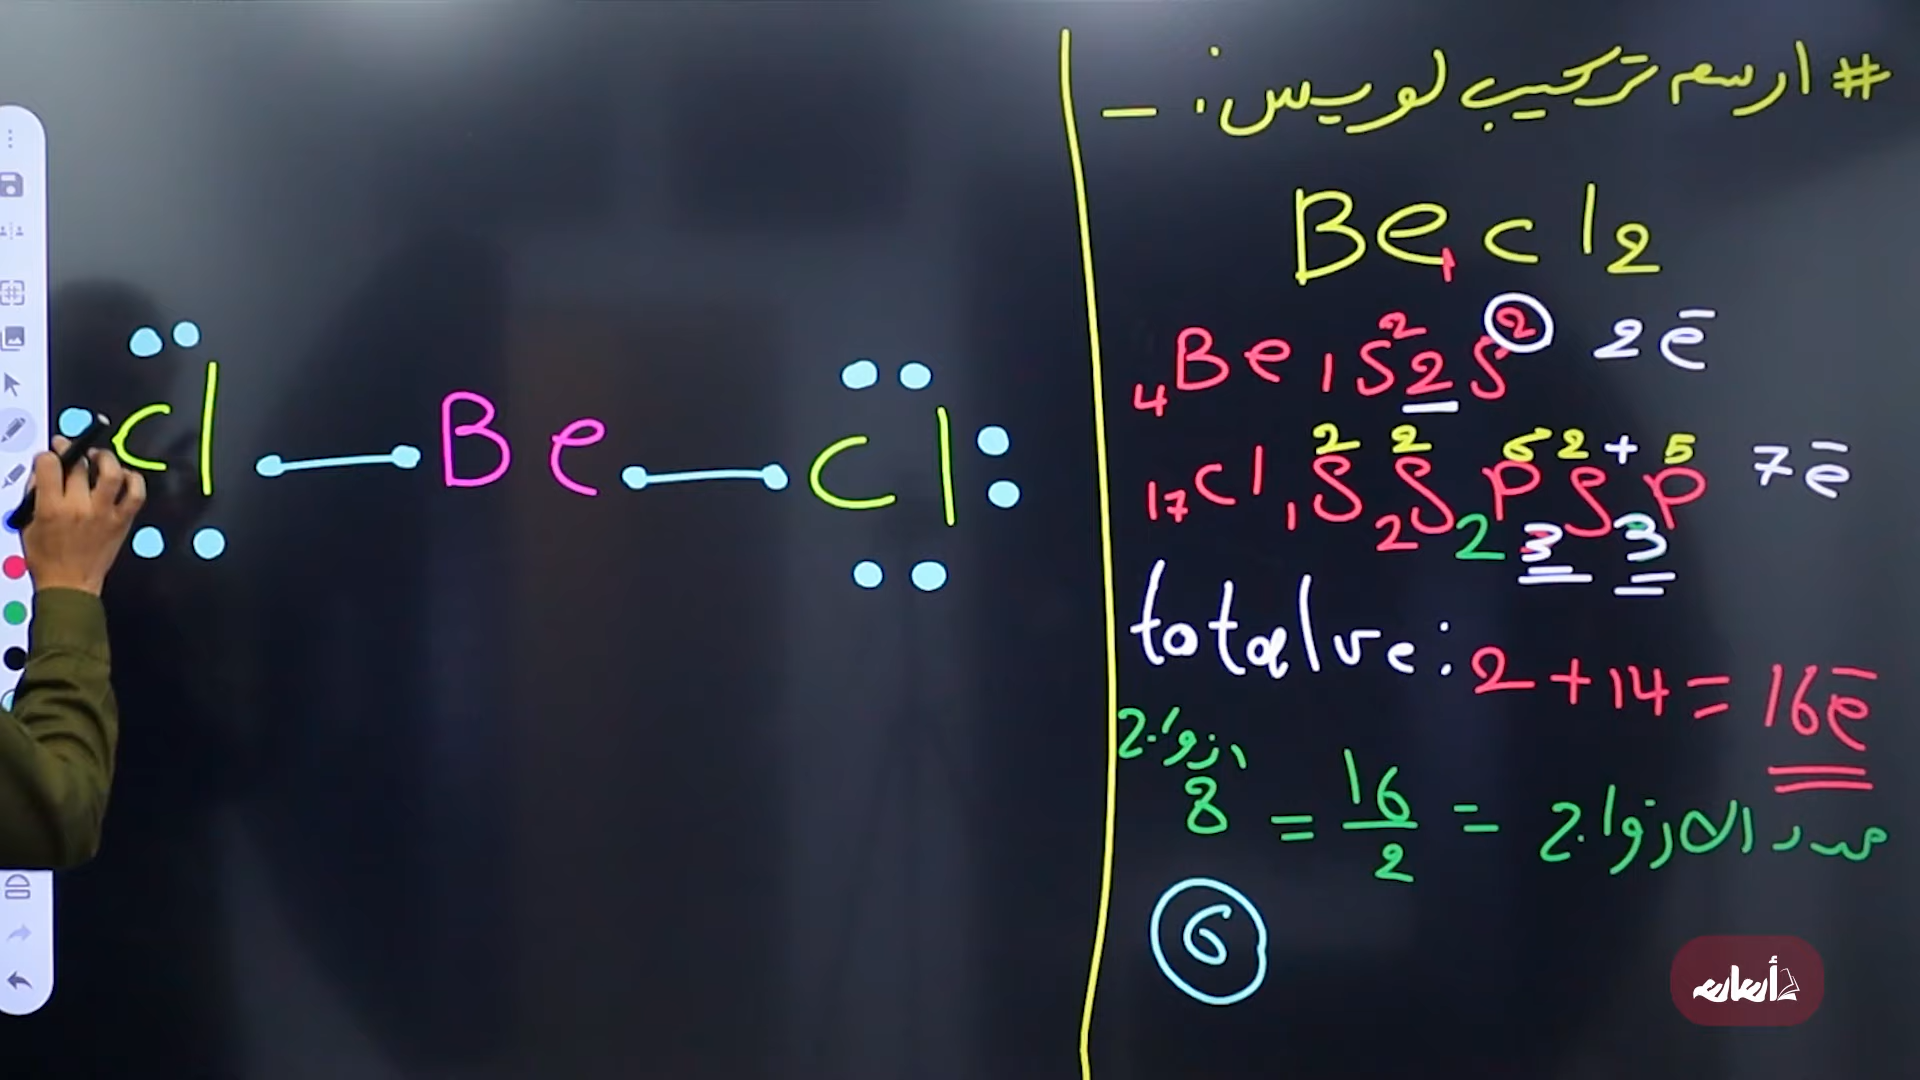 # ارسم تركيب لويس : -
BeCl2
4Be 1s2 2s2 2e-
17Cl 1s2 2s2 2p6 3s2 + 3p5 7e-
total ve: 2 + 14 = 16e-
عدد الازواج = 16/2 = 8 ازواج
6
Cl — Be — Cl